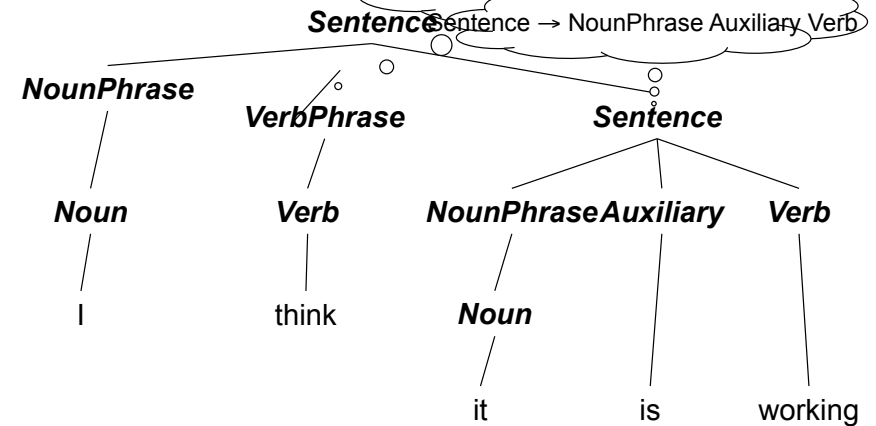 Sentence
Sentence → NounPhrase Auxiliary Verb
NounPhrase
VerbPhrase
Sentence
Noun
Verb
NounPhrase
Auxiliary
Verb
I
think
Noun
it
is
working